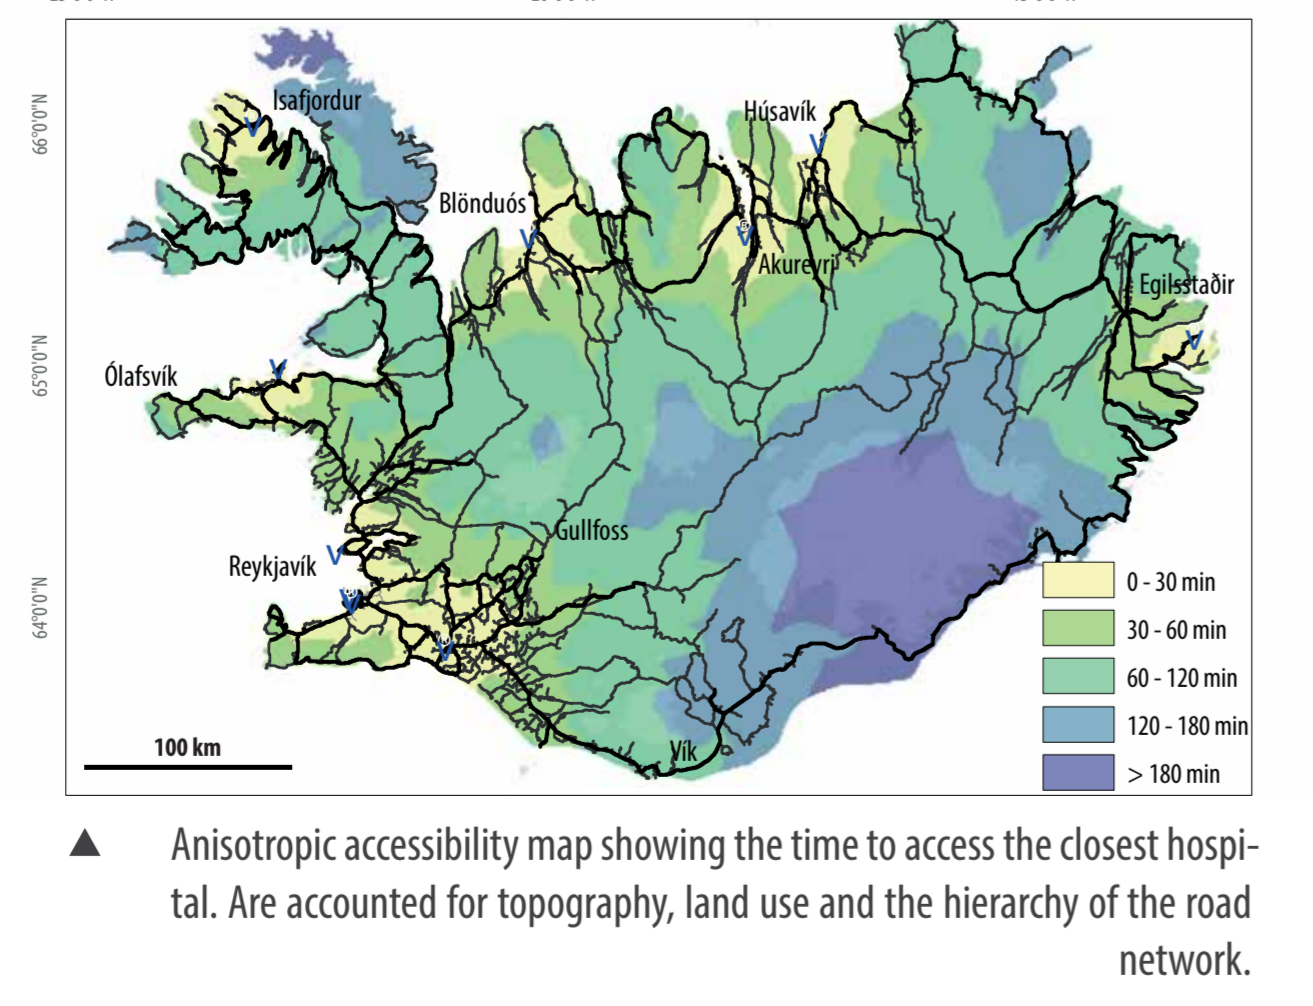 Isafjordur
Húsavík
69°0'0"N
Blönduós
Akureyri
Egilsstaðir
65°0'0"N
Ólafsvík
Gullfoss
Reykjavík
64°0'0"N
0 - 30 min
30 - 60 min
60 - 120 min
120 - 180 min
> 180 min
Vík
100 km
▲ Anisotropic accessibility map showing the time to access the closest hospi-
tal. Are accounted for topography, land use and the hierarchy of the road
network.